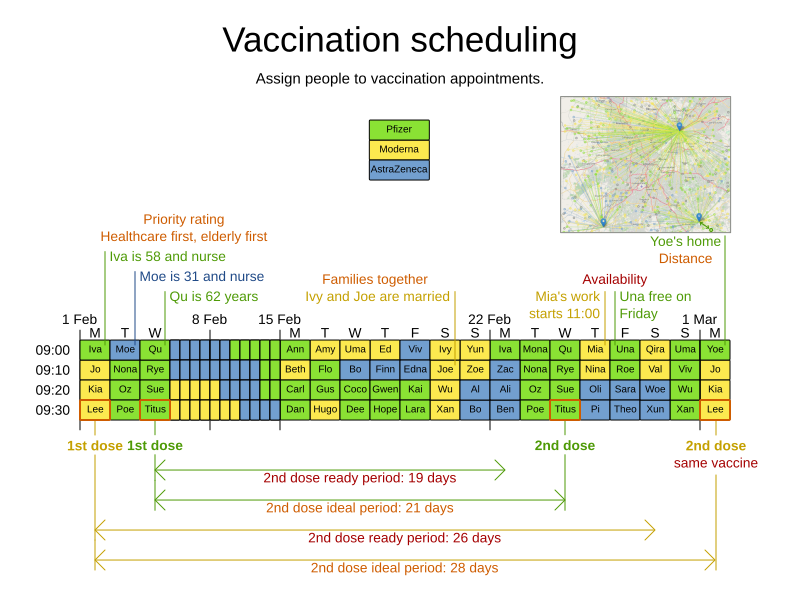 Vaccination scheduling
Assign people to vaccination appointments.
Pfizer
Moderna
AstraZeneca
Priority rating
Healthcare first, elderly first
Iva is 58 and nurse
Moe is 31 and nurse
Qu is 62 years
Families together
Ivy and Joe are married
Yoe's home
Distance
Availability
Mia's work
starts 11:00
Una free on
Friday
1 Feb 8 Feb 15 Feb 22 Feb 1 Mar
M T W M T W T F S S M T W T F S S M
09:00 Iva Moe Qu Ann Amy Uma Ed Viv Ivy Yun Iva Mona Qu Mia Una Qira Uma Yoe
09:10 Jo Nona Rye Beth Flo Bo Finn Edna Joe Zoe Zac Nona Rye Nina Roe Val Viv Jo
09:20 Kia Oz Sue Carl Gus Coco Gwen Kai Wu Al Ali Oz Sue Oli Sara Woe Wu Kia
09:30 Lee Poe Titus Dan Hugo Dee Hope Lara Xan Bo Ben Poe Titus Pi Theo Xun Xan Lee
1st dose 1st dose 2nd dose 2nd dose
same vaccine
2nd dose ready period: 19 days
2nd dose ideal period: 21 days
2nd dose ready period: 26 days
2nd dose ideal period: 28 days